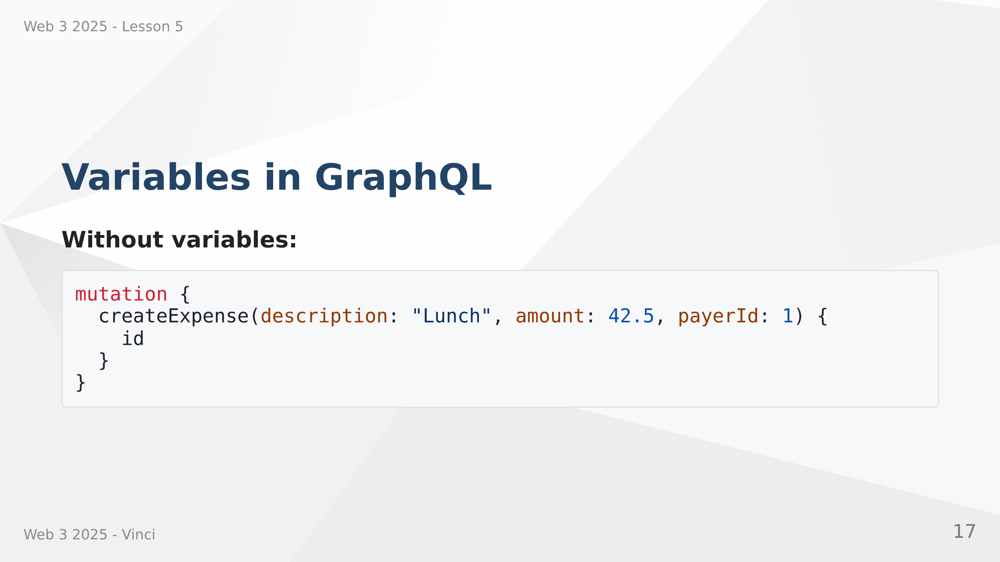 Web 3 2025 - Lesson 5
Variables in GraphQL
Without variables:
mutation {
  createExpense(description: "Lunch", amount: 42.5, payerId: 1) {
    id
  }
}
Web 3 2025 - Vinci
17